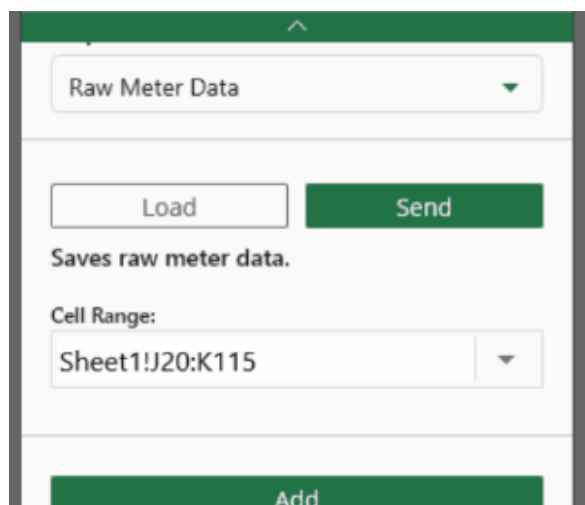 Raw Meter Data
Load
Send
Saves raw meter data.
Cell Range:
Sheet1!J20:K115
Add